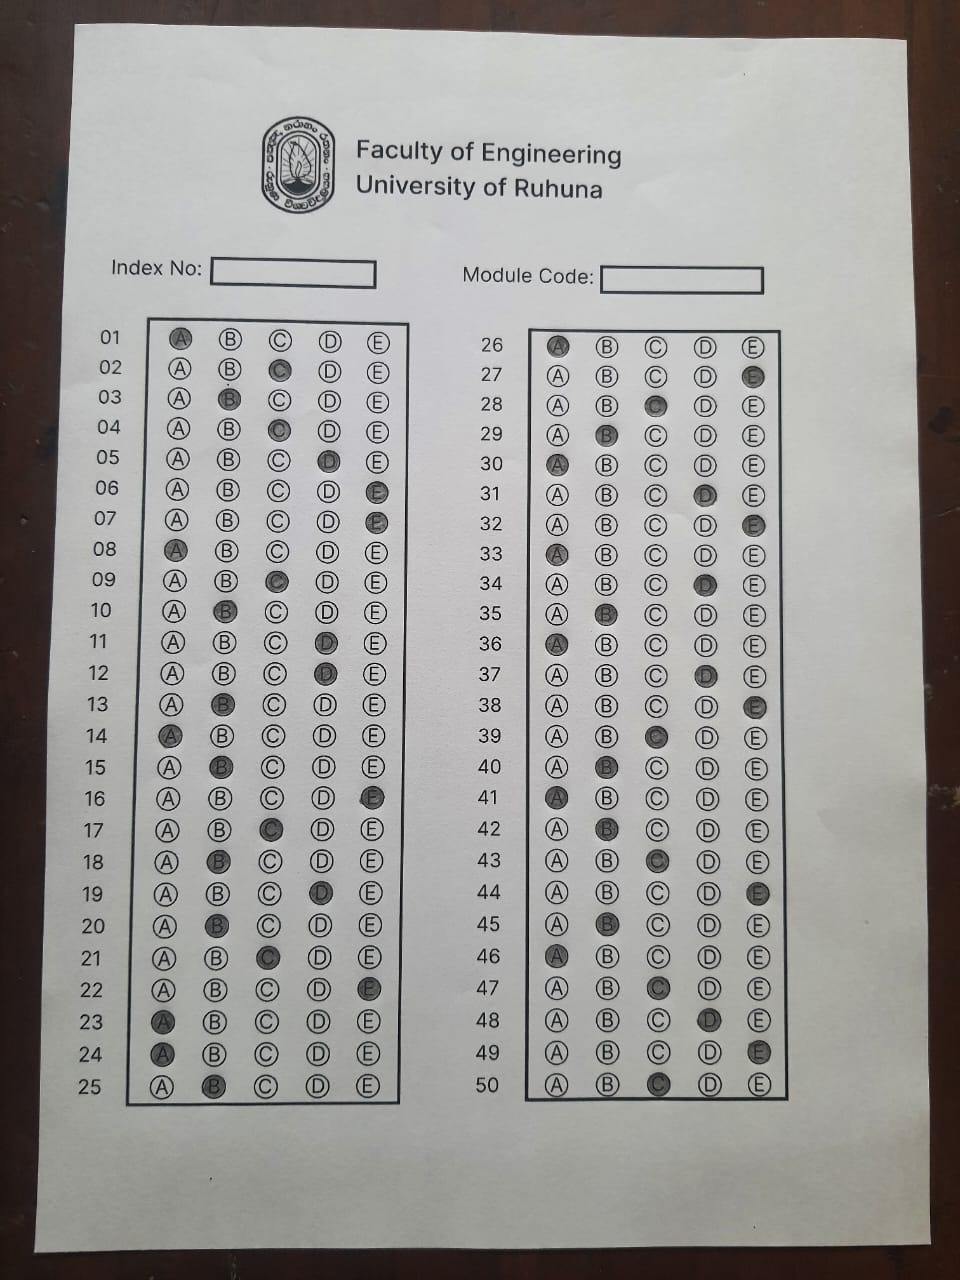 Faculty of Engineering
University of Ruhuna
Index No:
Module Code:
01 A B C D E
02 A B C D E
03 A B C D E
04 A B C D E
05 A B C D E
06 A B C D E
07 A B C D E
08 A B C D E
09 A B C D E
10 A B C D E
11 A B C D E
12 A B C D E
13 A B C D E
14 A B C D E
15 A B C D E
16 A B C D E
17 A B C D E
18 A B C D E
19 A B C D E
20 A B C D E
21 A B C D E
22 A B C D E
23 A B C D E
24 A B C D E
25 A B C D E
26 A B C D E
27 A B C D E
28 A B C D E
29 A B C D E
30 A B C D E
31 A B C D E
32 A B C D E
33 A B C D E
34 A B C D E
35 A B C D E
36 A B C D E
37 A B C D E
38 A B C D E
39 A B C D E
40 A B C D E
41 A B C D E
42 A B C D E
43 A B C D E
44 A B C D E
45 A B C D E
46 A B C D E
47 A B C D E
48 A B C D E
49 A B C D E
50 A B C D E